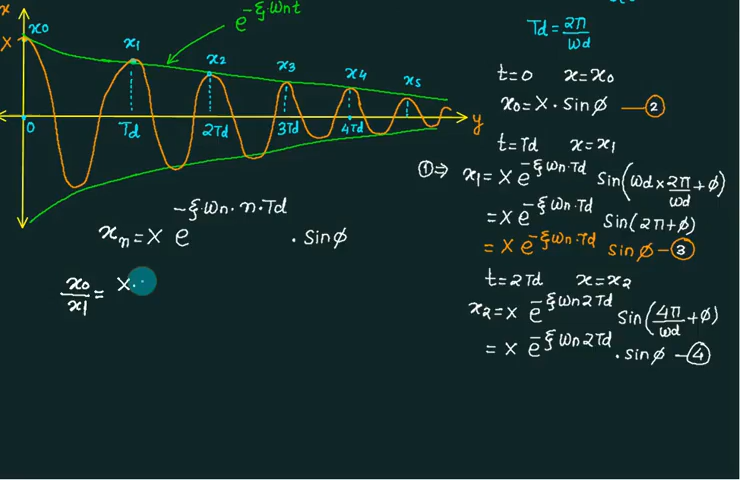 x
x0
e^-ξ·ωnt
X
x1
x2
x3
x4
x5
0
Td
2Td
3Td
4Td
y
xn = X e^-ξ·ωn·n·Td · sinφ
x0/x1 = X·
Td = 2π/ωd
t=0 x=x0
x0 = X · Sinφ —②
t=Td x=x1
①⇒ x1 = X e^-ξωn·Td Sin(ωd×2π/ωd+φ)
= X e^-ξωn·Td Sin(2π+φ)
= X e^-ξωn·Td sinφ—③
t=2Td x=x2
x2 = X e^-ξωn2Td Sin(4π/ωd+φ)
= X e^-ξωn2Td · sinφ —④